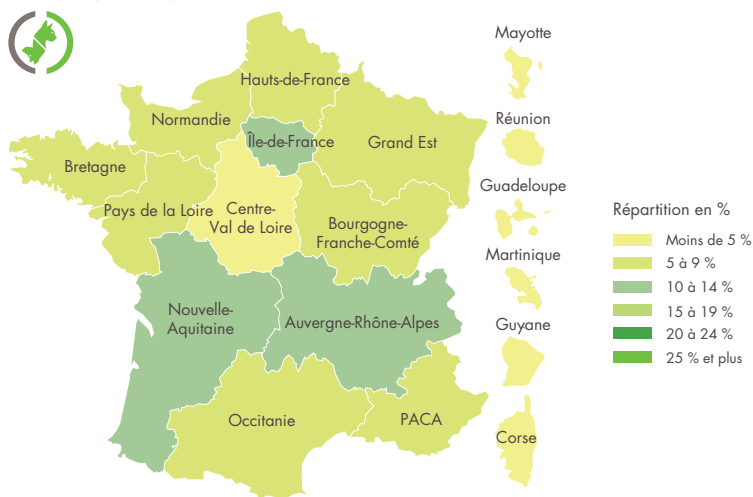 Mayotte
Hauts-de-France
Normandie
Réunion
Île-de-France
Grand Est
Bretagne
Guadeloupe
Pays de la Loire
Centre-
Val de Loire
Bourgogne-
Franche-Comté
Martinique
Nouvelle-
Aquitaine
Auvergne-Rhône-Alpes
Guyane
Occitanie
PACA
Corse
Répartition en %
Moins de 5 %
5 à 9 %
10 à 14 %
15 à 19 %
20 à 24 %
25 % et plus